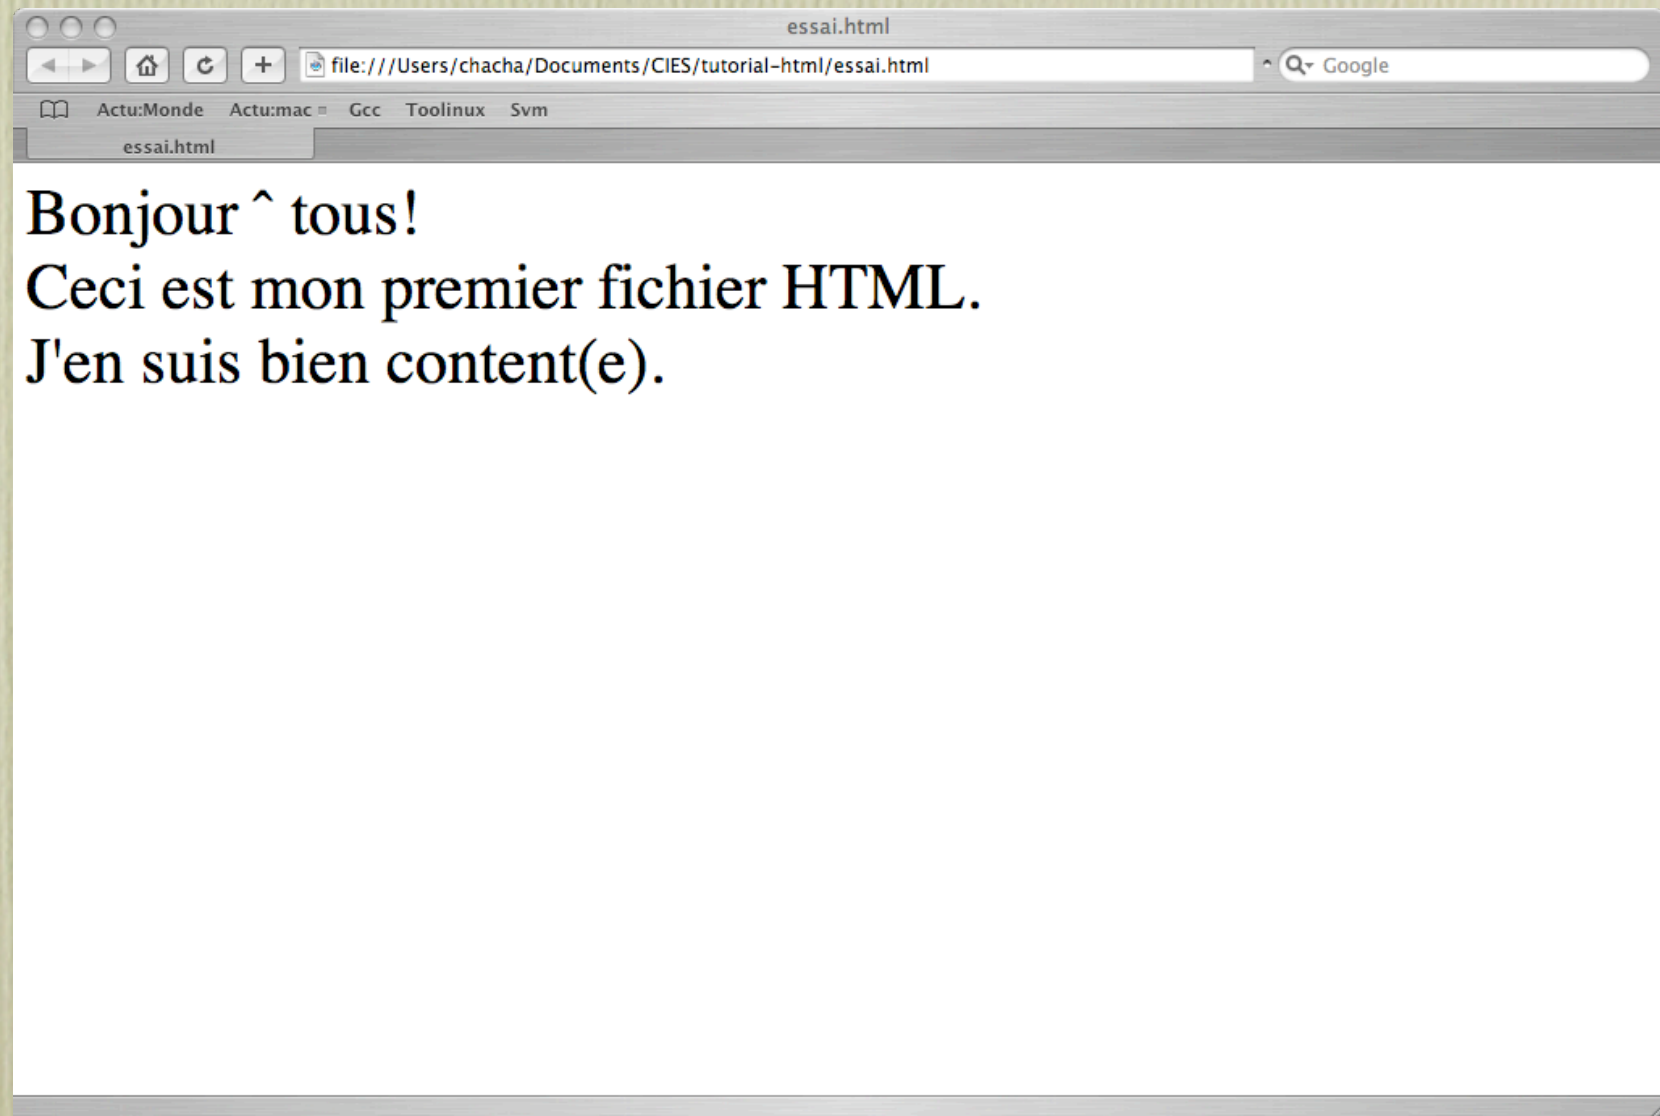 essai.html
file:///Users/chacha/Documents/CIES/tutorial-html/essai.html
Google
Actu:Monde Actu:mac Gcc Toolinux Svm
essai.html
Bonjour ˆ tous!
Ceci est mon premier fichier HTML.
J'en suis bien content(e).